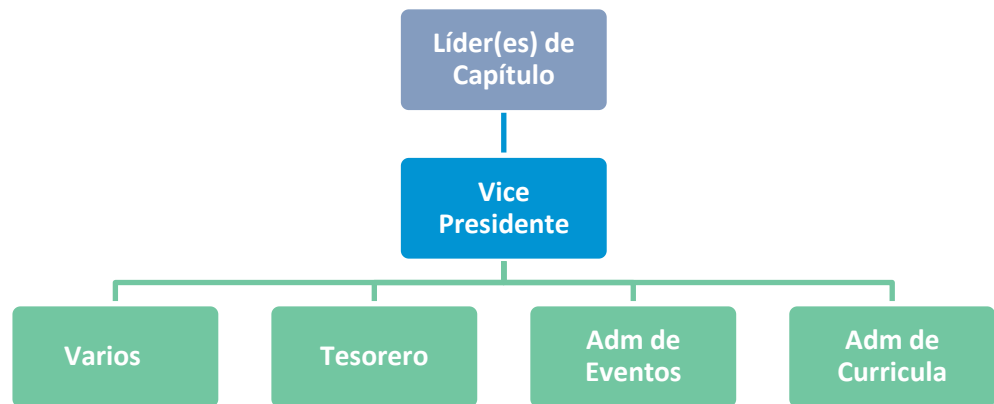 Líder(es) de
Capítulo
Vice
Presidente
Varios
Tesorero
Adm de
Eventos
Adm de
Curricula